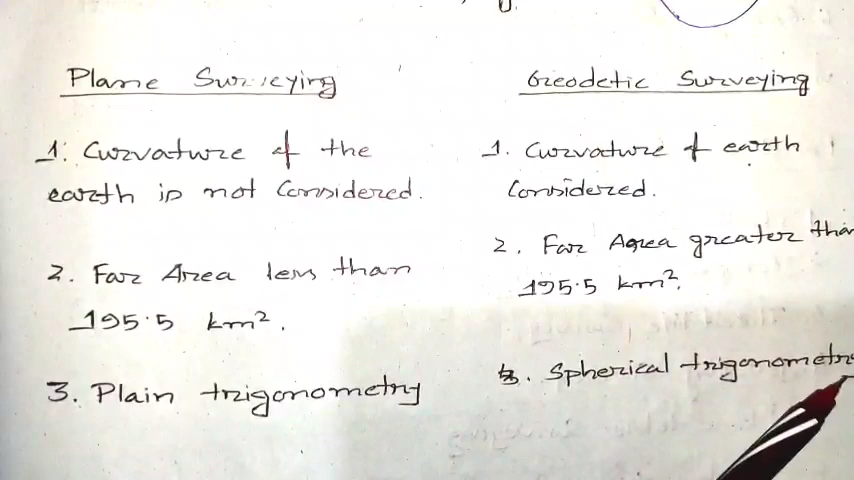 Plane Surveying
1. Curvature of the
earth is not Considered.
2. For Area less than
195.5 km².
3. Plain trigonometry
Geodetic Surveying
1. Curvature of earth
Considered.
2. For Area greater than
195.5 km².
3. Spherical trigonometry